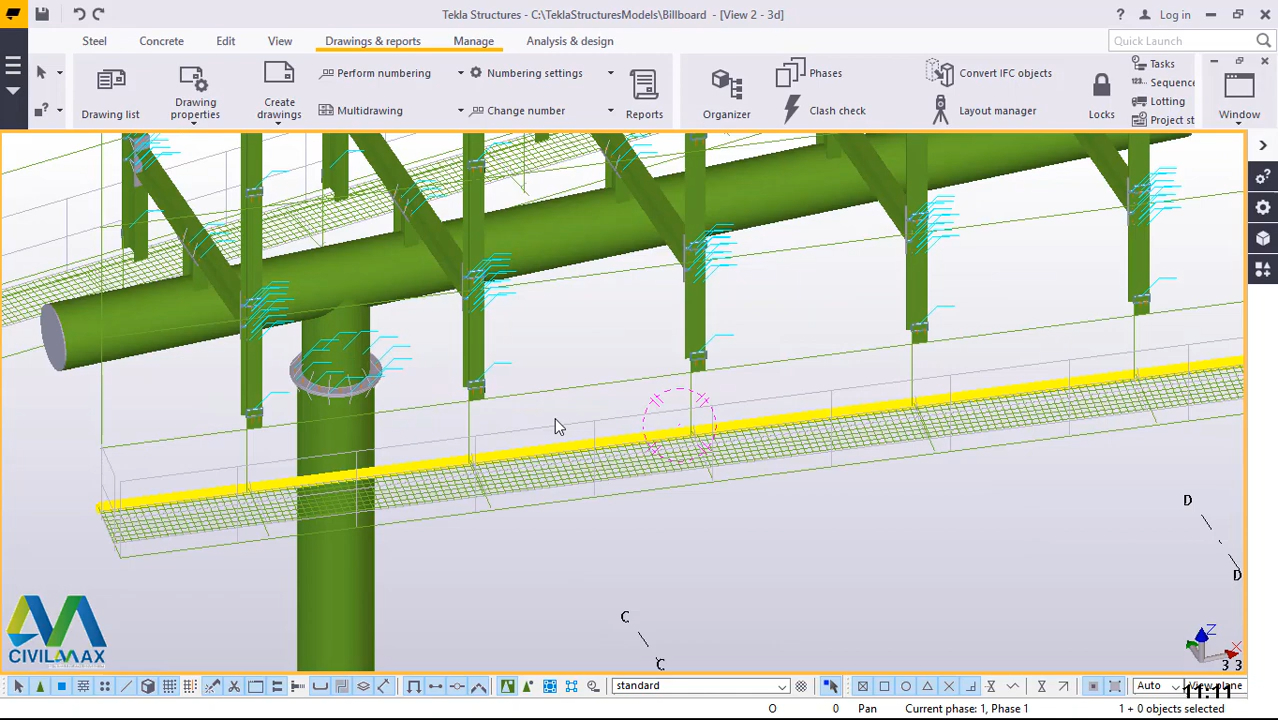 Tekla Structures - C:\TeklaStructuresModels\Billboard - [View 2 - 3d]
Log in
Steel Concrete Edit View Drawings & reports Manage Analysis & design
Quick Launch
Drawing list
Drawing properties
Create drawings
Perform numbering
Multidrawing
Numbering settings
Change number
Reports
Organizer
Phases
Clash check
Convert IFC objects
Layout manager
Locks
Tasks
Sequence
Lotting
Project st
Window
D
D
C
C
CIVILMAX
Z
3 3
standard
Auto
View plane
11:11
O 0 Pan Current phase: 1, Phase 1 1 + 0 objects selected